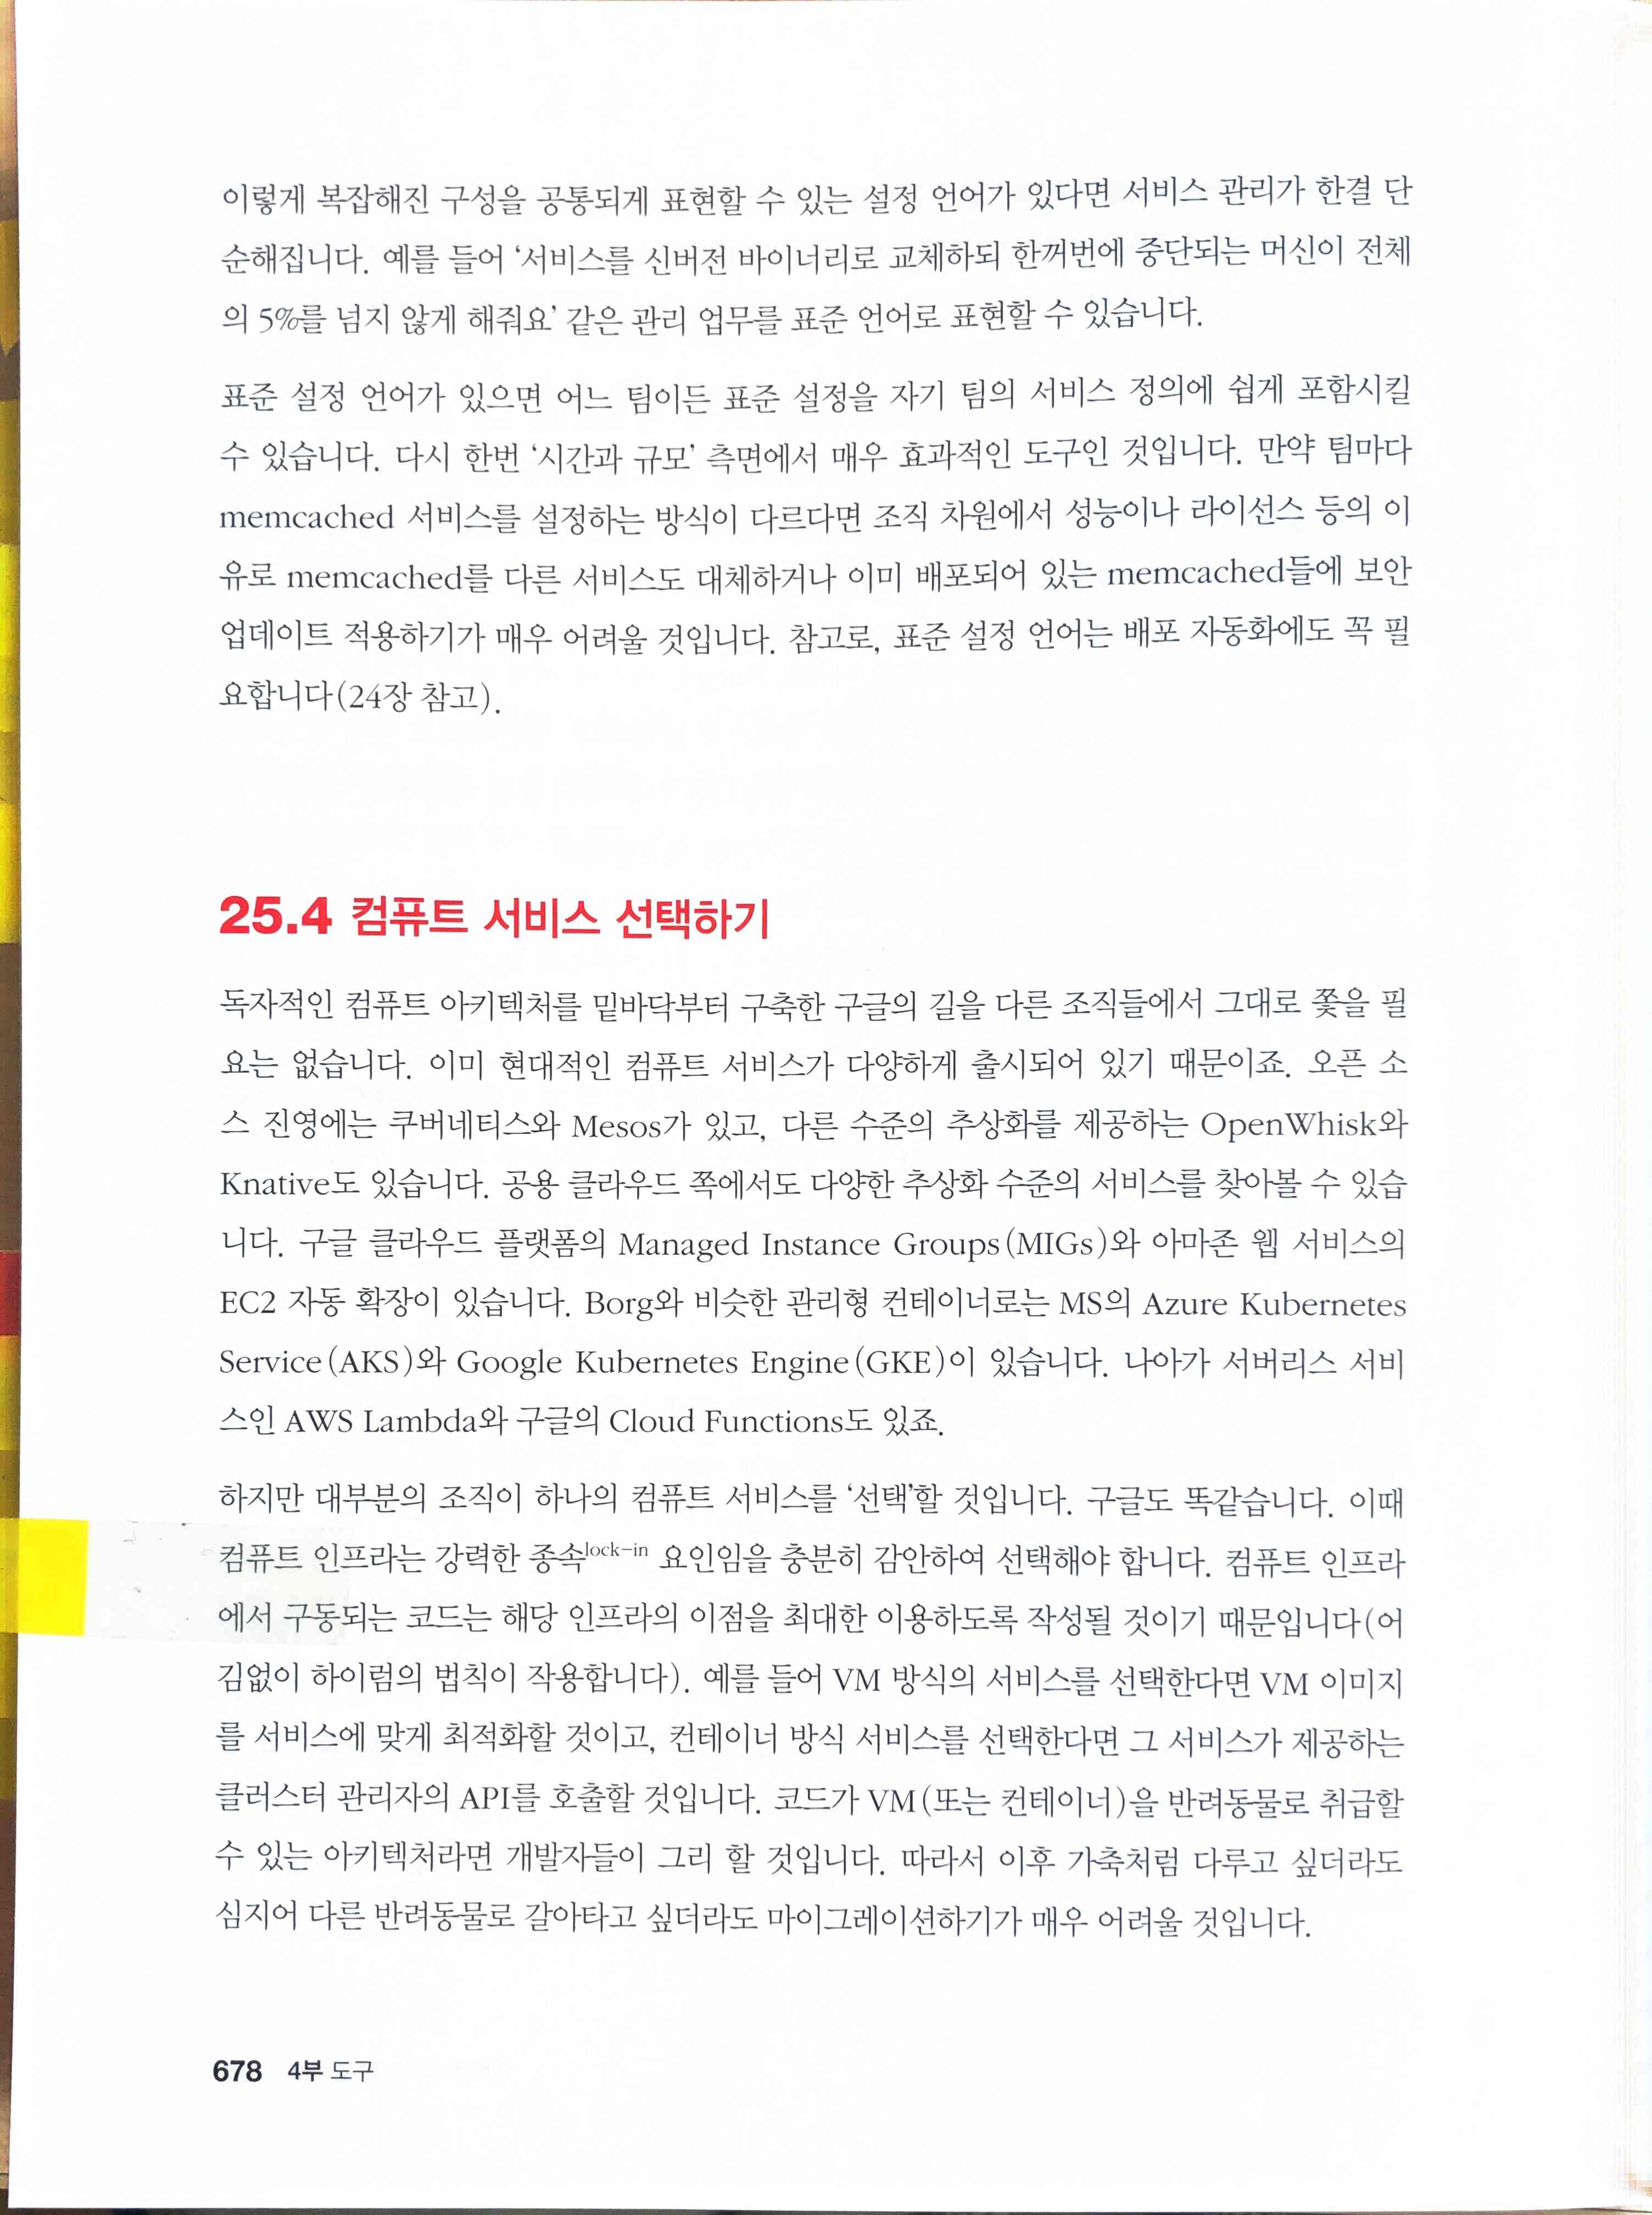 이렇게 복잡해진 구성을 공통되게 표현할 수 있는 설정 언어가 있다면 서비스 관리가 한결 단
순해집니다. 예를 들어 ‘서비스를 신버전 바이너리로 교체하되 한꺼번에 중단되는 머신이 전체
의 5%를 넘지 않게 해줘요’ 같은 관리 업무를 표준 언어로 표현할 수 있습니다.
표준 설정 언어가 있으면 어느 팀이든 표준 설정을 자기 팀의 서비스 정의에 쉽게 포함시킬
수 있습니다. 다시 한번 ‘시간과 규모’ 측면에서 매우 효과적인 도구인 것입니다. 만약 팀마다
memcached 서비스를 설정하는 방식이 다르다면 조직 차원에서 성능이나 라이선스 등의 이
유로 memcached를 다른 서비스도 대체하거나 이미 배포되어 있는 memcached들에 보안
업데이트 적용하기가 매우 어려울 것입니다. 참고로, 표준 설정 언어는 배포 자동화에도 꼭 필
요합니다(24장 참고).
25.4 컴퓨트 서비스 선택하기
독자적인 컴퓨트 아키텍처를 밑바닥부터 구축한 구글의 길을 다른 조직들에서 그대로 쫓을 필
요는 없습니다. 이미 현대적인 컴퓨트 서비스가 다양하게 출시되어 있기 때문이죠. 오픈 소
스 진영에는 쿠버네티스와 Mesos가 있고, 다른 수준의 추상화를 제공하는 OpenWhisk와
Knative도 있습니다. 공용 클라우드 쪽에서도 다양한 추상화 수준의 서비스를 찾아볼 수 있습
니다. 구글 클라우드 플랫폼의 Managed Instance Groups(MIGs)와 아마존 웹 서비스의
EC2 자동 확장이 있습니다. Borg와 비슷한 관리형 컨테이너로는 MS의 Azure Kubernetes
Service(AKS)와 Google Kubernetes Engine(GKE)이 있습니다. 나아가 서버리스 서비
스인 AWS Lambda와 구글의 Cloud Functions도 있죠.
하지만 대부분의 조직이 하나의 컴퓨트 서비스를 ‘선택’할 것입니다. 구글도 똑같습니다. 이때
컴퓨트 인프라는 강력한 종속lock-in 요인임을 충분히 감안하여 선택해야 합니다. 컴퓨트 인프라
에서 구동되는 코드는 해당 인프라의 이점을 최대한 이용하도록 작성될 것이기 때문입니다(어
김없이 하이럼의 법칙이 작용합니다). 예를 들어 VM 방식의 서비스를 선택한다면 VM 이미지
를 서비스에 맞게 최적화할 것이고, 컨테이너 방식 서비스를 선택한다면 그 서비스가 제공하는
클러스터 관리자의 API를 호출할 것입니다. 코드가 VM(또는 컨테이너)을 반려동물로 취급할
수 있는 아키텍처라면 개발자들이 그리 할 것입니다. 따라서 이후 가축처럼 다루고 싶더라도
심지어 다른 반려동물로 갈아타고 싶더라도 마이그레이션하기가 매우 어려울 것입니다.
678 4부 도구